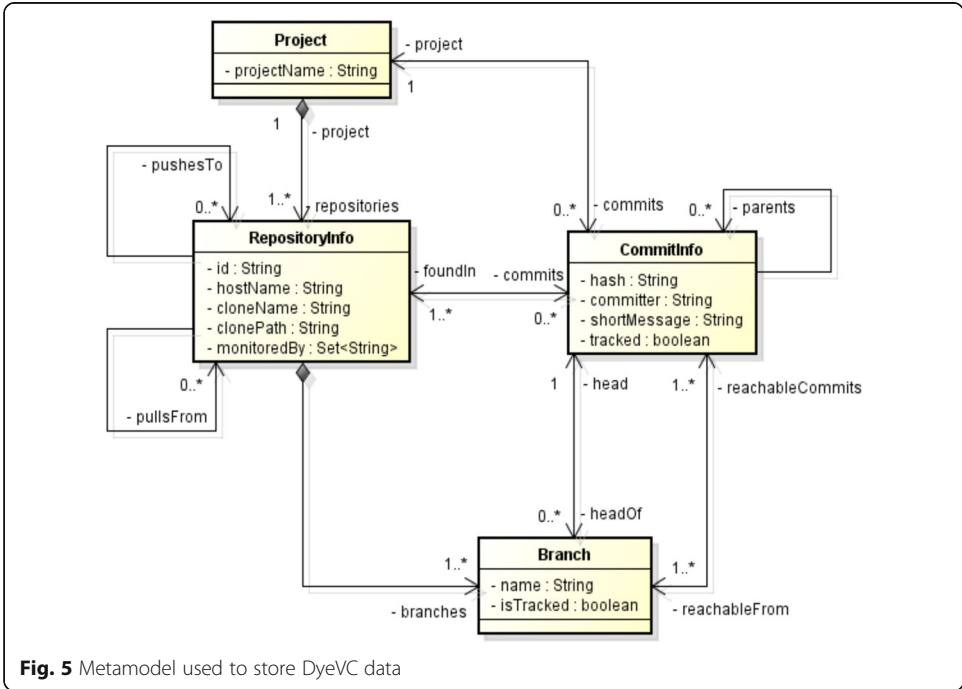 Project
- projectName : String
- project
1
1
- project
- pushesTo
0..*
1..*
- repositories
0..*
- commits
0..*
- parents
RepositoryInfo
- id : String
- hostName : String
- cloneName : String
- clonePath : String
- monitoredBy : Set<String>
- foundIn
- commits
1..*
0..*
CommitInfo
- hash : String
- committer : String
- shortMessage : String
- tracked : boolean
0..*
- pullsFrom
1
- head
1..*
- reachableCommits
0..*
- headOf
1..*
- branches
Branch
- name : String
- isTracked : boolean
1..*
- reachableFrom
Fig. 5 Metamodel used to store DyeVC data